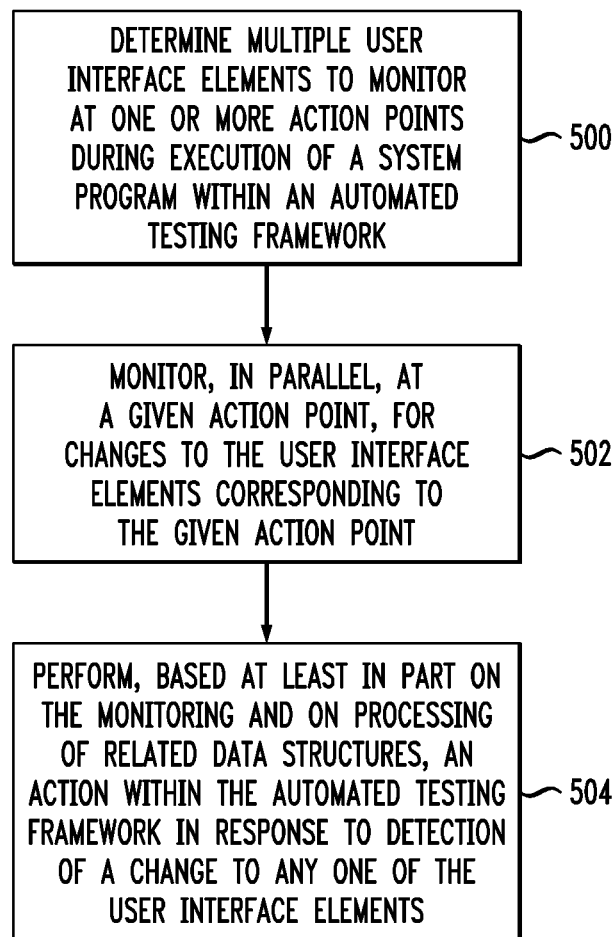 DETERMINE MULTIPLE USER
INTERFACE ELEMENTS TO MONITOR
AT ONE OR MORE ACTION POINTS
DURING EXECUTION OF A SYSTEM
PROGRAM WITHIN AN AUTOMATED
TESTING FRAMEWORK
500
MONITOR, IN PARALLEL, AT
A GIVEN ACTION POINT, FOR
CHANGES TO THE USER INTERFACE
ELEMENTS CORRESPONDING TO
THE GIVEN ACTION POINT
502
PERFORM, BASED AT LEAST IN PART ON
THE MONITORING AND ON PROCESSING
OF RELATED DATA STRUCTURES, AN
ACTION WITHIN THE AUTOMATED TESTING
FRAMEWORK IN RESPONSE TO DETECTION
OF A CHANGE TO ANY ONE OF THE
USER INTERFACE ELEMENTS
504